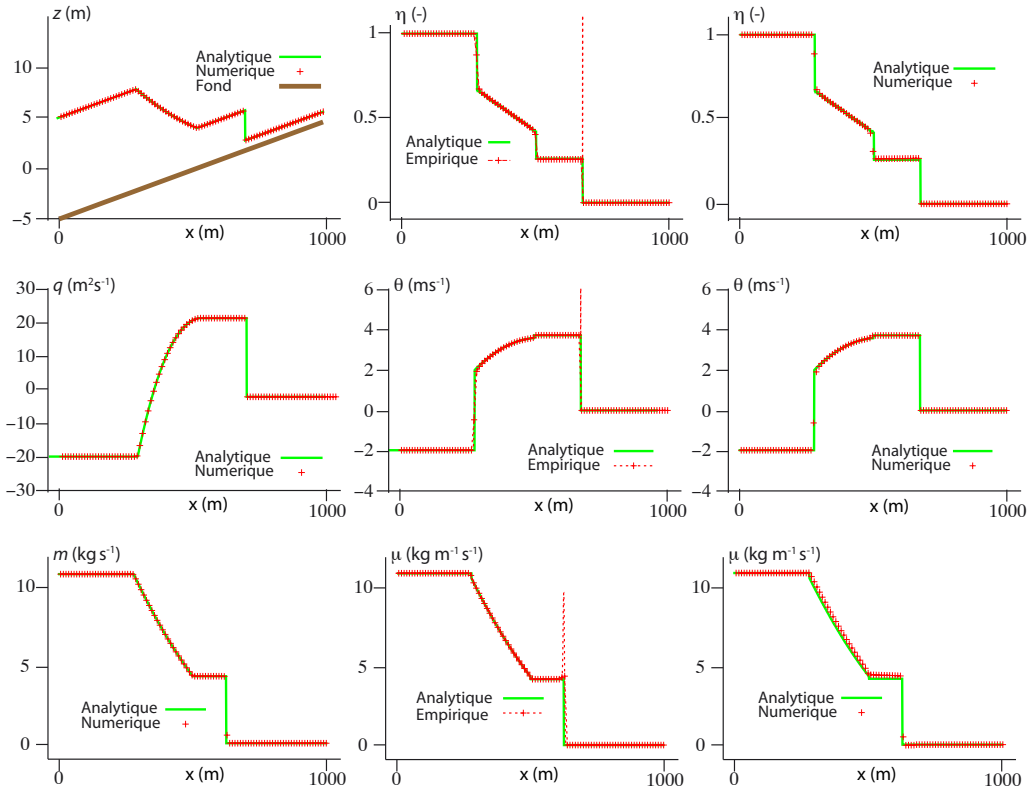 z (m)
10
5
0
−5
Analytique
Numerique
Fond
0
x (m)
1000
η (-)
1
0.5
0
Analytique
Empirique
0
x (m)
1000
η (-)
1
0.5
0
Analytique
Numerique
0
x (m)
1000
q (m²s⁻¹)
30
20
10
0
−10
−20
−30
Analytique
Numerique
0
x (m)
1000
θ (ms⁻¹)
6
4
2
0
−2
−4
Analytique
Empirique
0
x (m)
1000
θ (ms⁻¹)
6
4
2
0
−2
−4
Analytique
Numerique
0
x (m)
1000
m (kg s⁻¹)
10
5
0
Analytique
Numerique
0
x (m)
1000
μ (kg m⁻¹ s⁻¹)
10
5
0
Analytique
Empirique
0
x (m)
1000
μ (kg m⁻¹ s⁻¹)
10
5
0
Analytique
Numerique
0
x (m)
1000